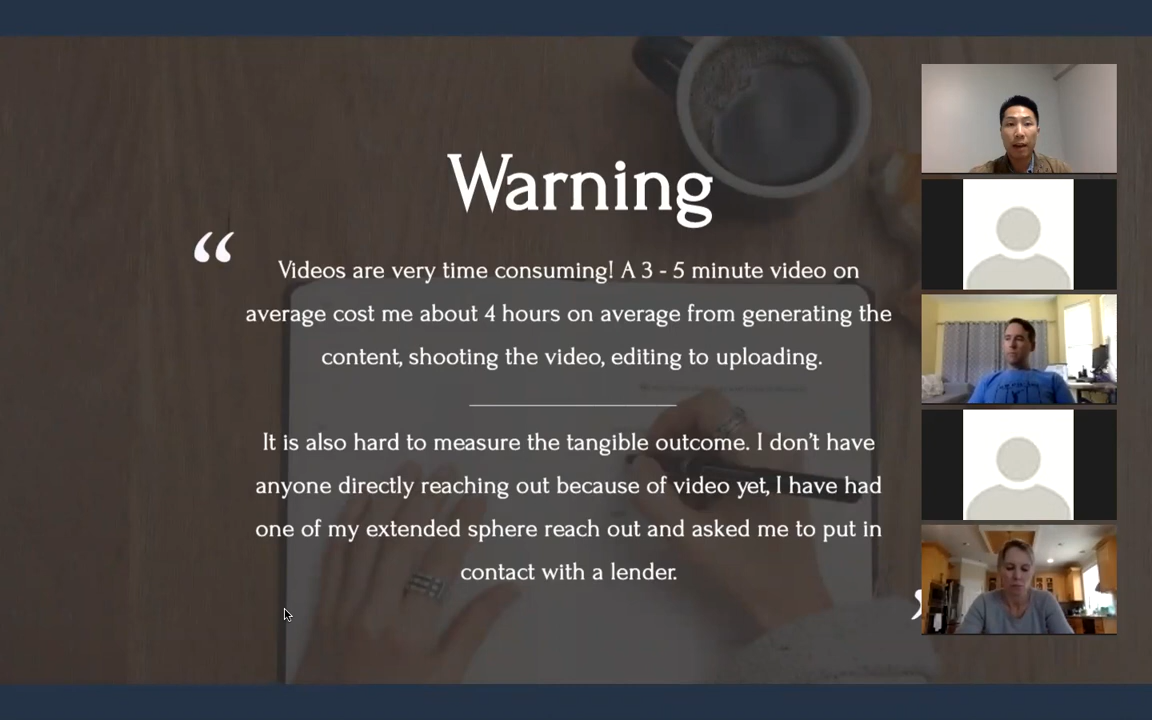 Warning
“
Videos are very time consuming! A 3 - 5 minute video on
average cost me about 4 hours on average from generating the
content, shooting the video, editing to uploading.
It is also hard to measure the tangible outcome. I don’t have
anyone directly reaching out because of video yet, I have had
one of my extended sphere reach out and asked me to put in
contact with a lender.